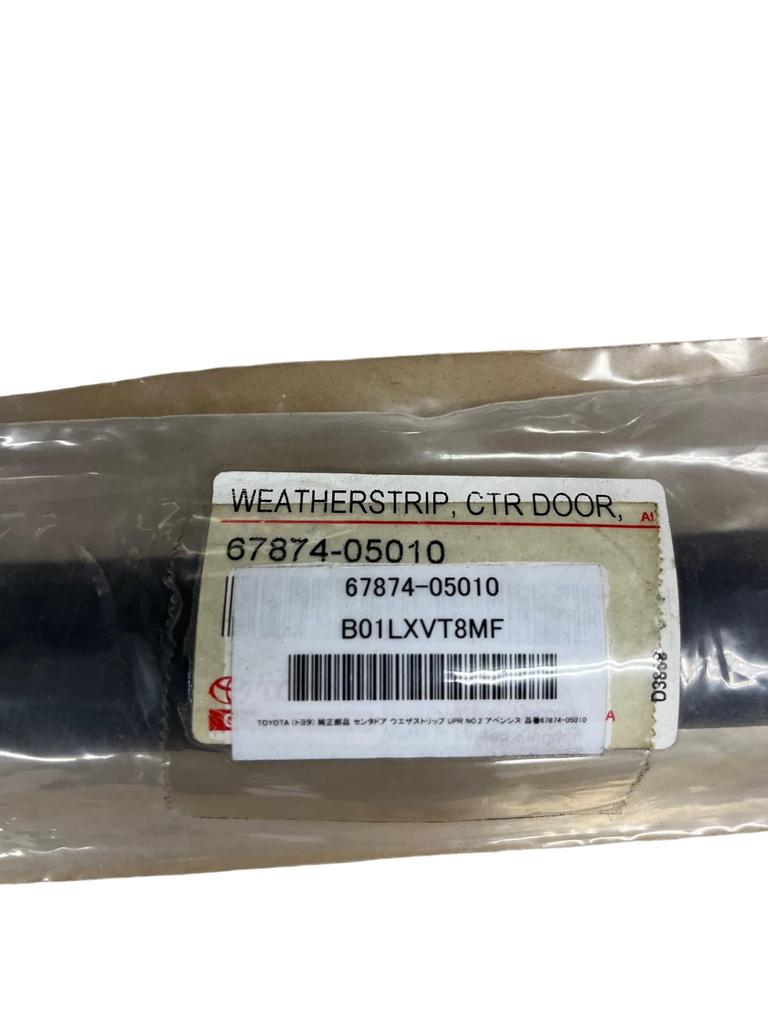 WEATHERSTRIP, CTR DOOR,
67874-05010
67874-05010
B01LXVT8MF
TOYOTA (トヨタ) 純正部品 センタドア ウエザストリップ UPR NO.2 アベンシス 品番67874-05010
A